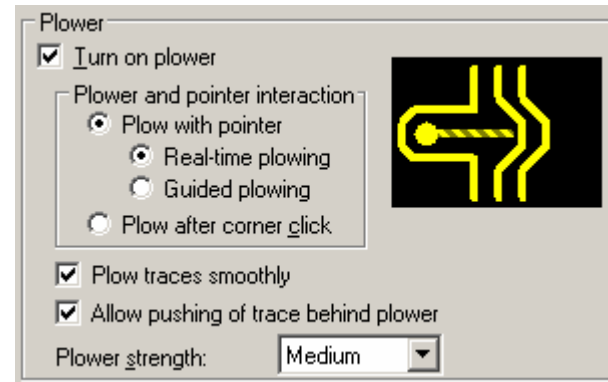 Plower
Turn on plower
Plower and pointer interaction
Plow with pointer
Real-time plowing
Guided plowing
Plow after corner click
Plow traces smoothly
Allow pushing of trace behind plower
Plower strength: Medium